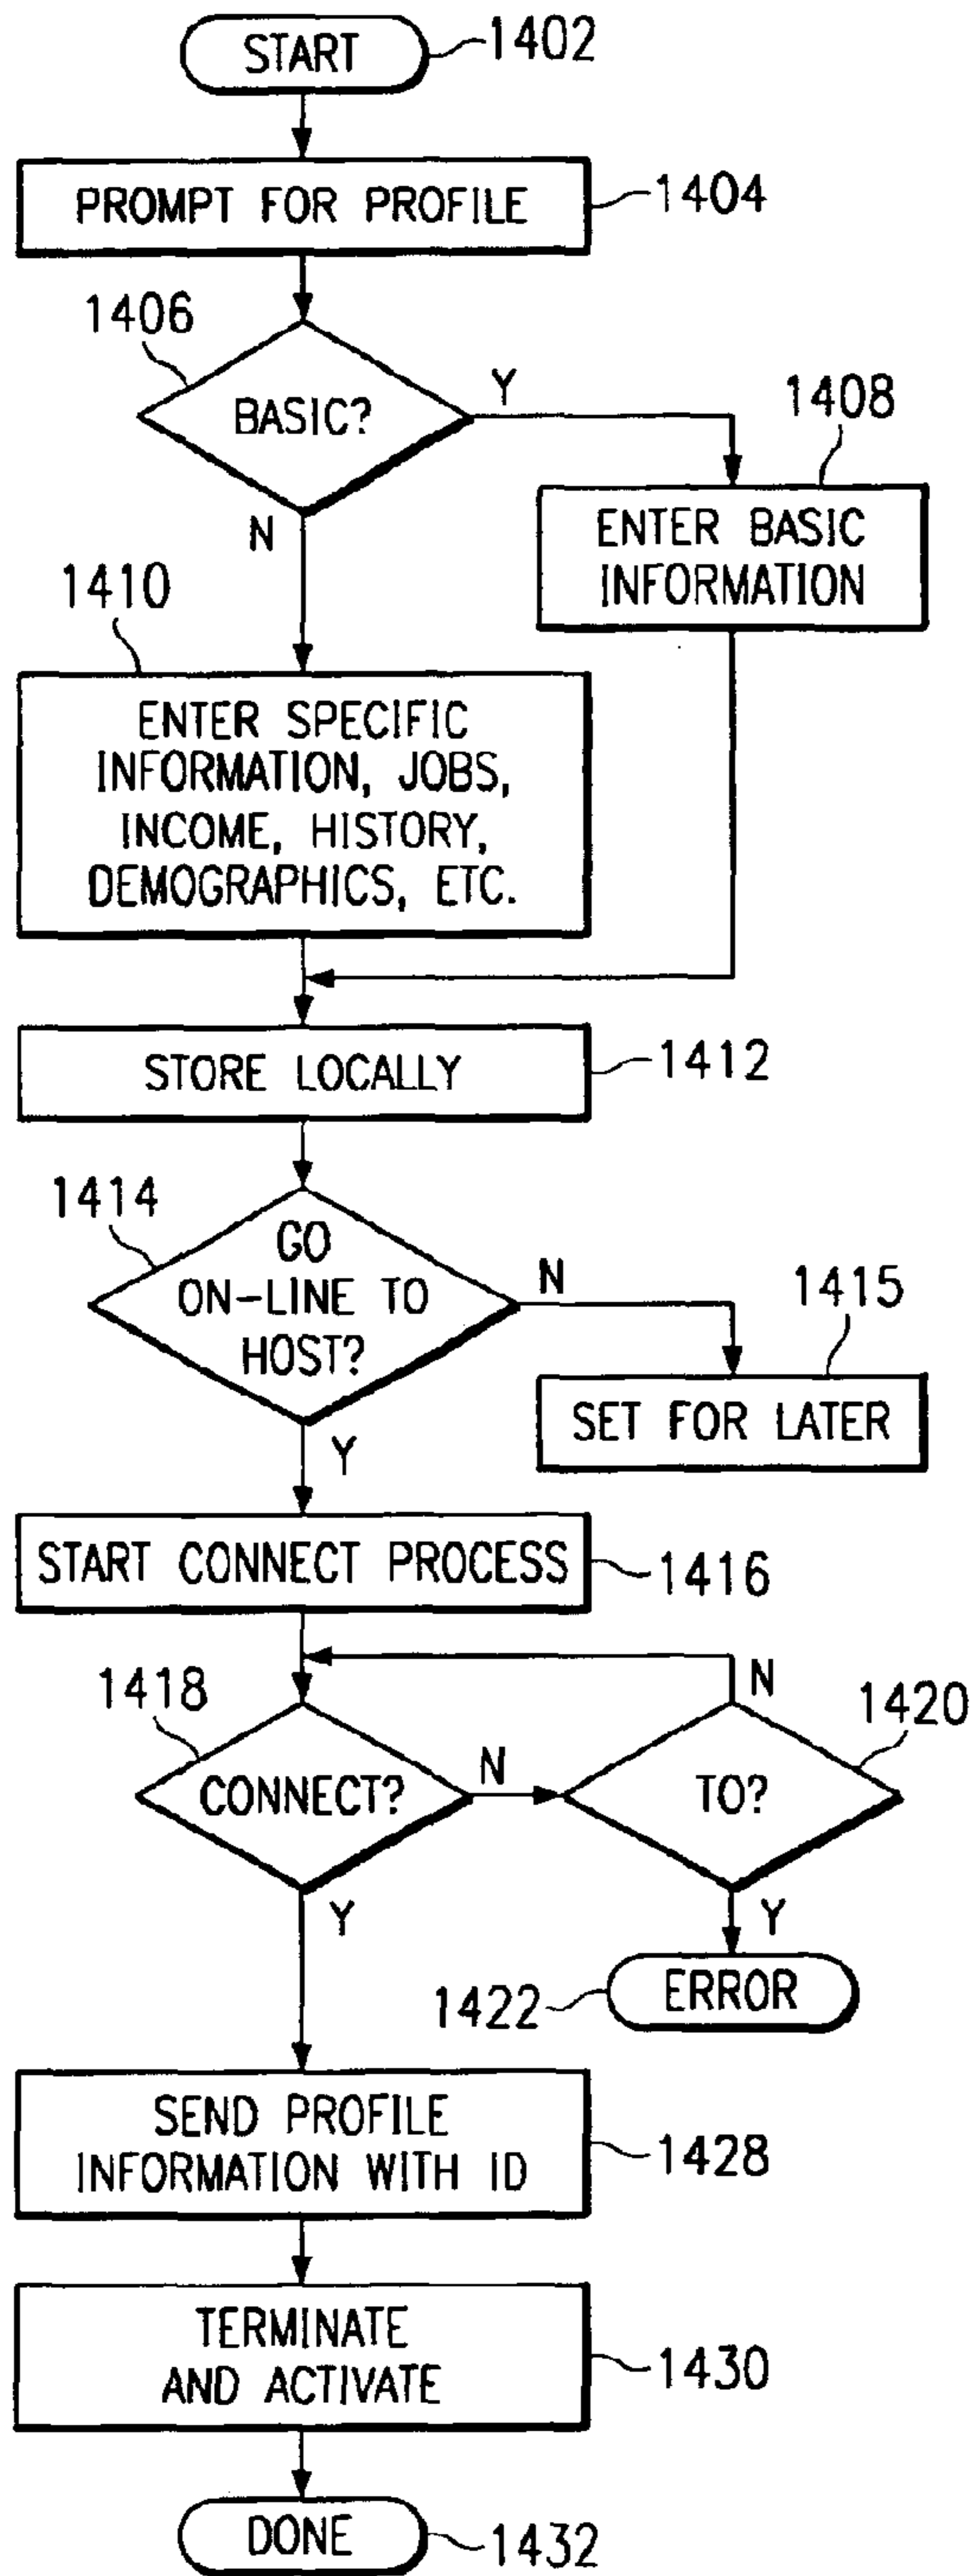 START
1402
PROMPT FOR PROFILE
1404
1406
BASIC?
Y
N
1408
ENTER BASIC
INFORMATION
1410
ENTER SPECIFIC
INFORMATION, JOBS,
INCOME, HISTORY,
DEMOGRAPHICS, ETC.
STORE LOCALLY
1412
1414
GO
ON-LINE TO
HOST?
N
Y
1415
SET FOR LATER
START CONNECT PROCESS
1416
1418
CONNECT?
N
Y
1420
TO?
N
Y
1422
ERROR
SEND PROFILE
INFORMATION WITH ID
1428
TERMINATE
AND ACTIVATE
1430
DONE
1432